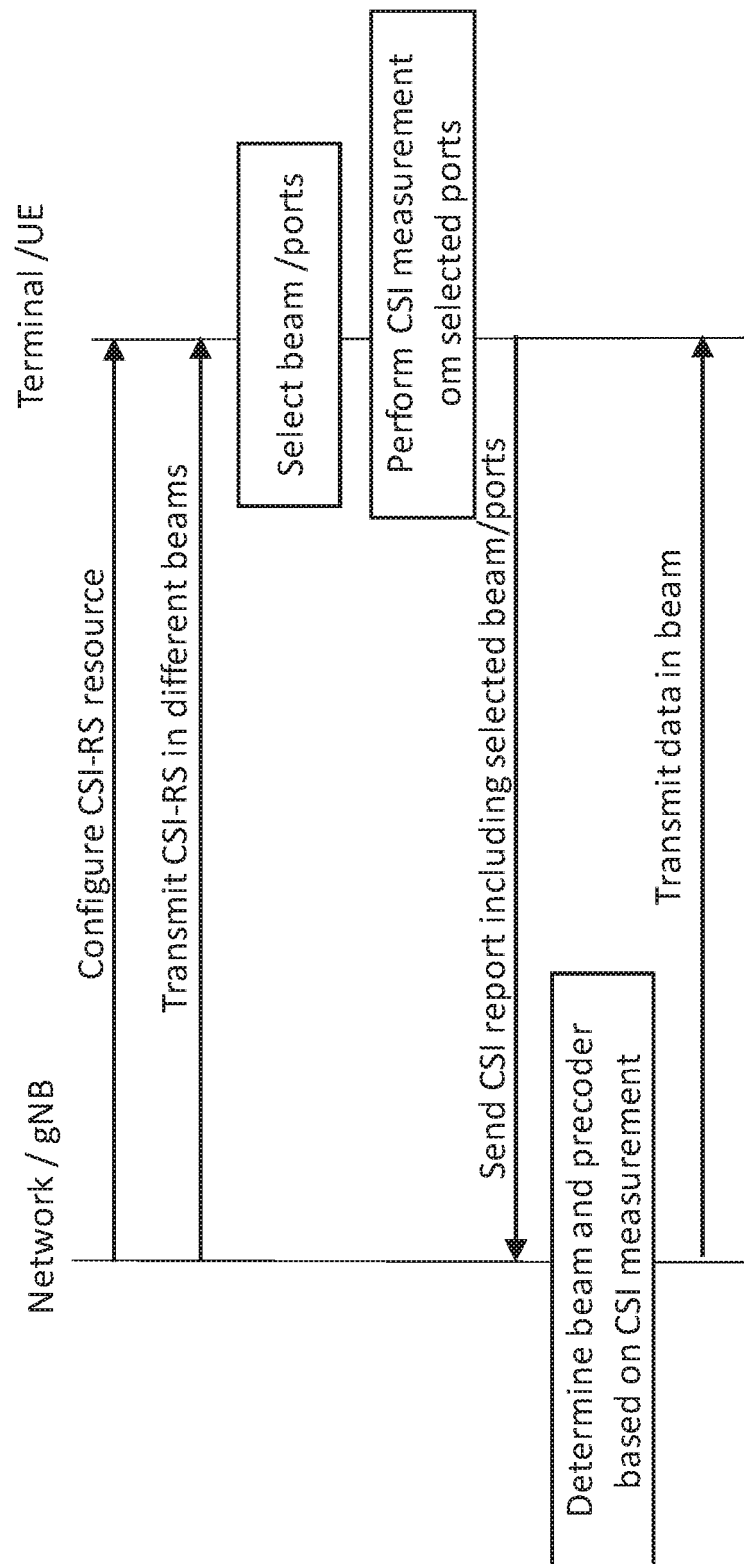 Network / gNB
Terminal /UE
Configure CSI-RS resource
Transmit CSI-RS in different beams
Select beam /ports
Perform CSI measurement
om selected ports
Send CSI report including selected beam/ports
Determine beam and precoder
based on CSI measurement
Transmit data in beam